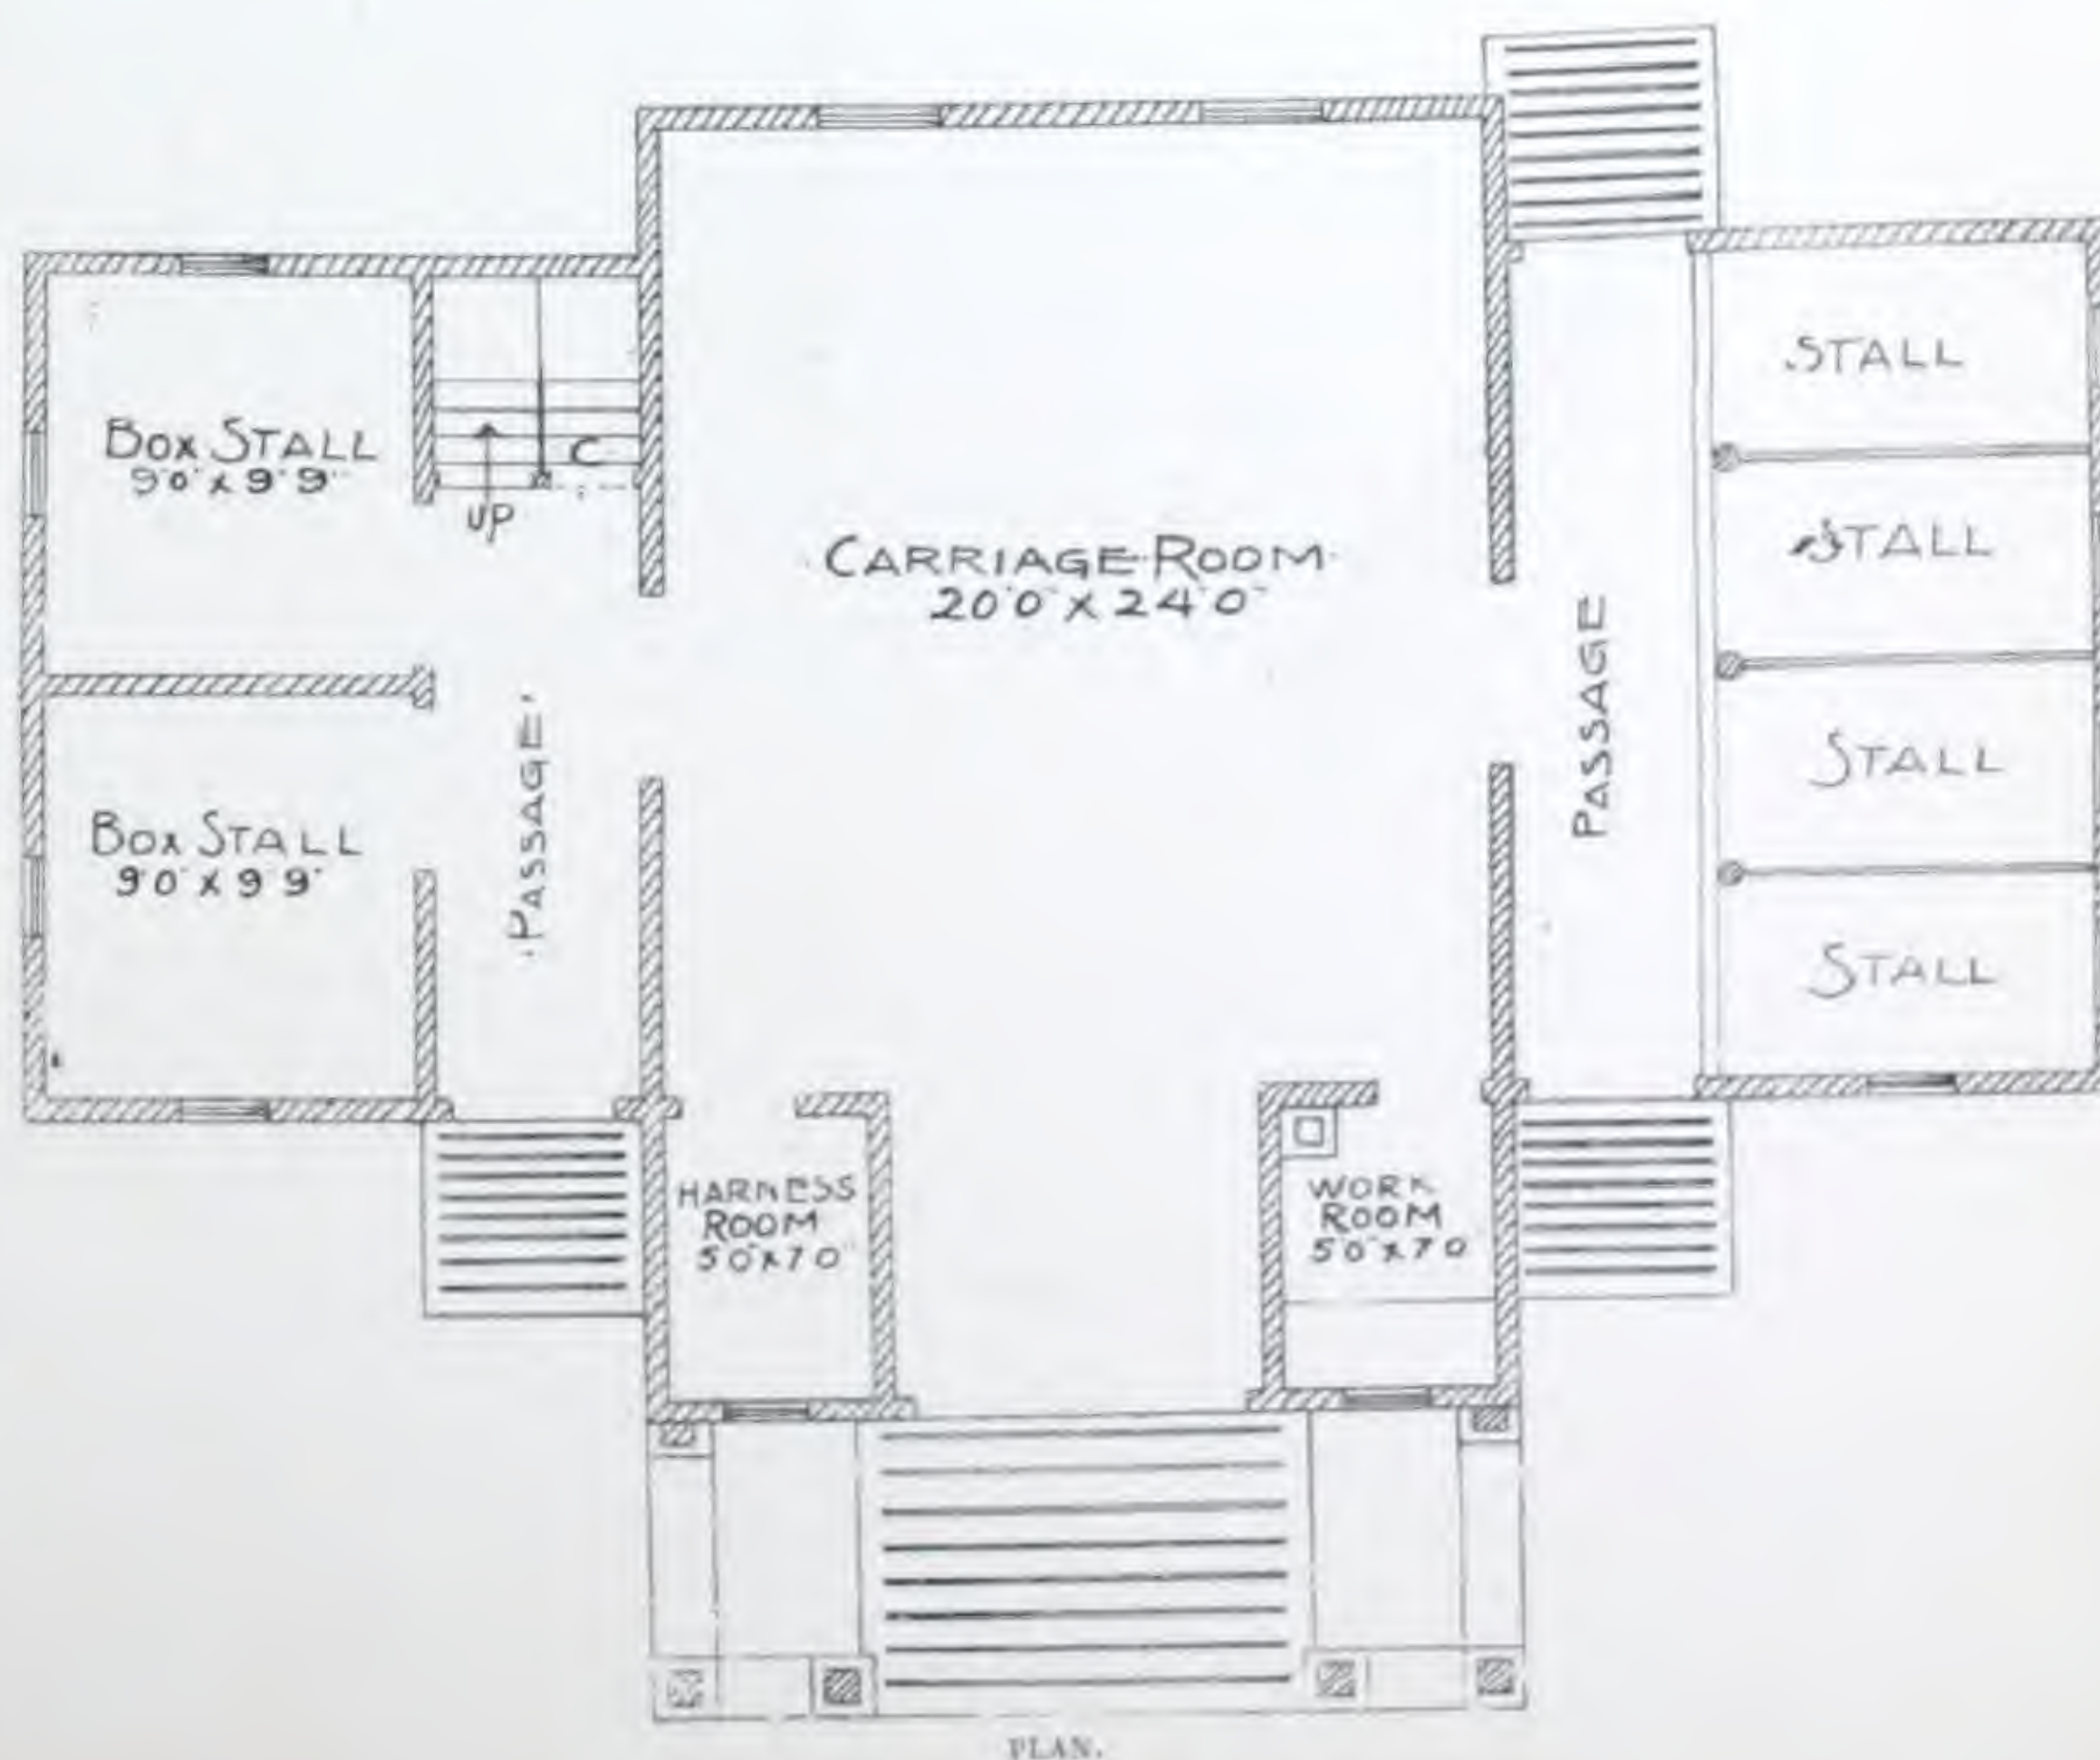 BOX STALL
9'0" x 9'9"
UP
C
BOX STALL
9'0" x 9'9"
PASSAGE
CARRIAGE ROOM
20'0" x 24'0"
PASSAGE
STALL
STALL
STALL
STALL
HARNESS
ROOM
5'0" x 7'0"
WORK
ROOM
5'0" x 7'0
PLAN.